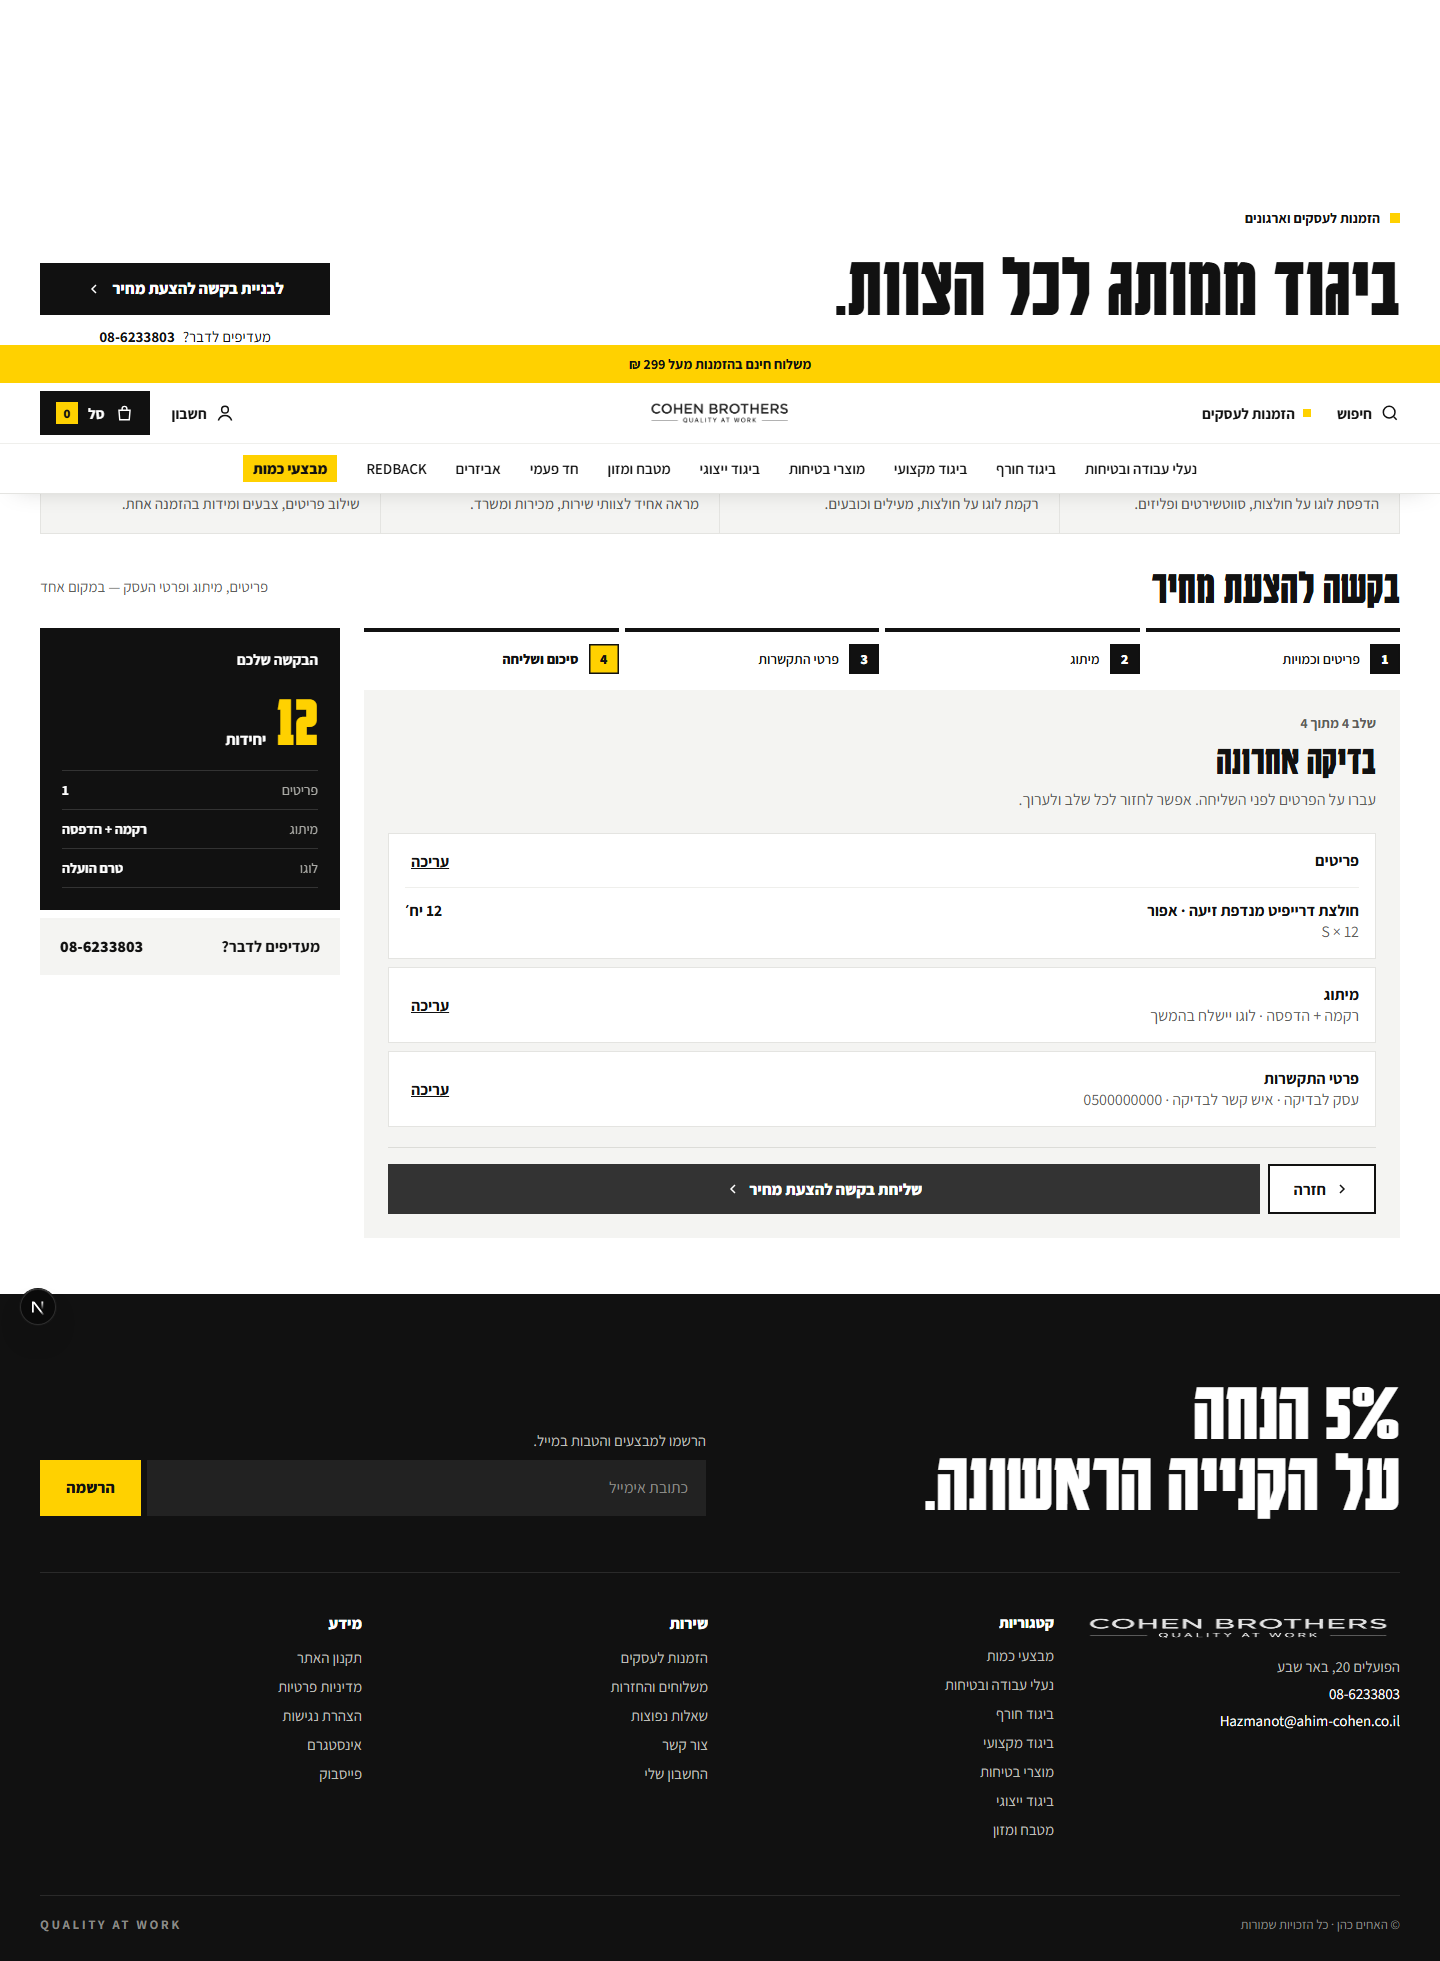 הזמנות לעסקים וארגונים
ביגוד ממותג לכל הצוות.
לבניית בקשה להצעת מחיר
מעדיפים לדבר? 08-6233803
משלוח חינם בהזמנות מעל 299 ₪
חיפוש
הזמנות לעסקים
COHEN BROTHERS
QUALITY AT WORK
חשבון
סל 0
נעלי עבודה ובטיחות
ביגוד חורף
ביגוד מקצועי
מוצרי בטיחות
ביגוד ייצוגי
מטבח ומזון
חד פעמי
אביזרים
REDBACK
מבצעי כמות
הדפסת לוגו על חולצות, סווטשירטים ופליזים.
רקמת לוגו על חולצות, מעילים וכובעים.
מראה אחיד לצוותי שירות, מכירות ומשרד.
שילוב פריטים, צבעים ומידות בהזמנה אחת.
בקשה להצעת מחיר
פריטים, מיתוג ופרטי העסק — במקום אחד
1 פריטים וכמויות
2 מיתוג
3 פרטי התקשרות
4 סיכום ושליחה
שלב 4 מתוך 4
בדיקה אחרונה
עברו על הפרטים לפני השליחה. אפשר לחזור לכל שלב ולערוך.
פריטים
עריכה
חולצת דרייפיט מנדפת זיעה · אפור
12 יח׳
S × 12
מיתוג
רקמה + הדפסה · לוגו יישלח בהמשך
עריכה
פרטי התקשרות
עסק לבדיקה · איש קשר לבדיקה · 0500000000
עריכה
חזרה
שליחת בקשה להצעת מחיר
הבקשה שלכם
12 יחידות
פריטים 1
מיתוג רקמה + הדפסה
לוגו טרם הועלה
מעדיפים לדבר? 08-6233803
N
5% הנחה
על הקנייה הראשונה.
הרשמו למבצעים והטבות במייל.
כתובת אימייל
הרשמה
COHEN BROTHERS
QUALITY AT WORK
הפועלים 20, באר שבע
08-6233803
Hazmanot@ahim-cohen.co.il
קטגוריות
מבצעי כמות
נעלי עבודה ובטיחות
ביגוד חורף
ביגוד מקצועי
מוצרי בטיחות
ביגוד ייצוגי
מטבח ומזון
שירות
הזמנות לעסקים
משלוחים והחזרות
שאלות נפוצות
צור קשר
החשבון שלי
מידע
תקנון האתר
מדיניות פרטיות
הצהרת נגישות
אינסטגרם
פייסבוק
© האחים כהן · כל הזכויות שמורות
QUALITY AT WORK